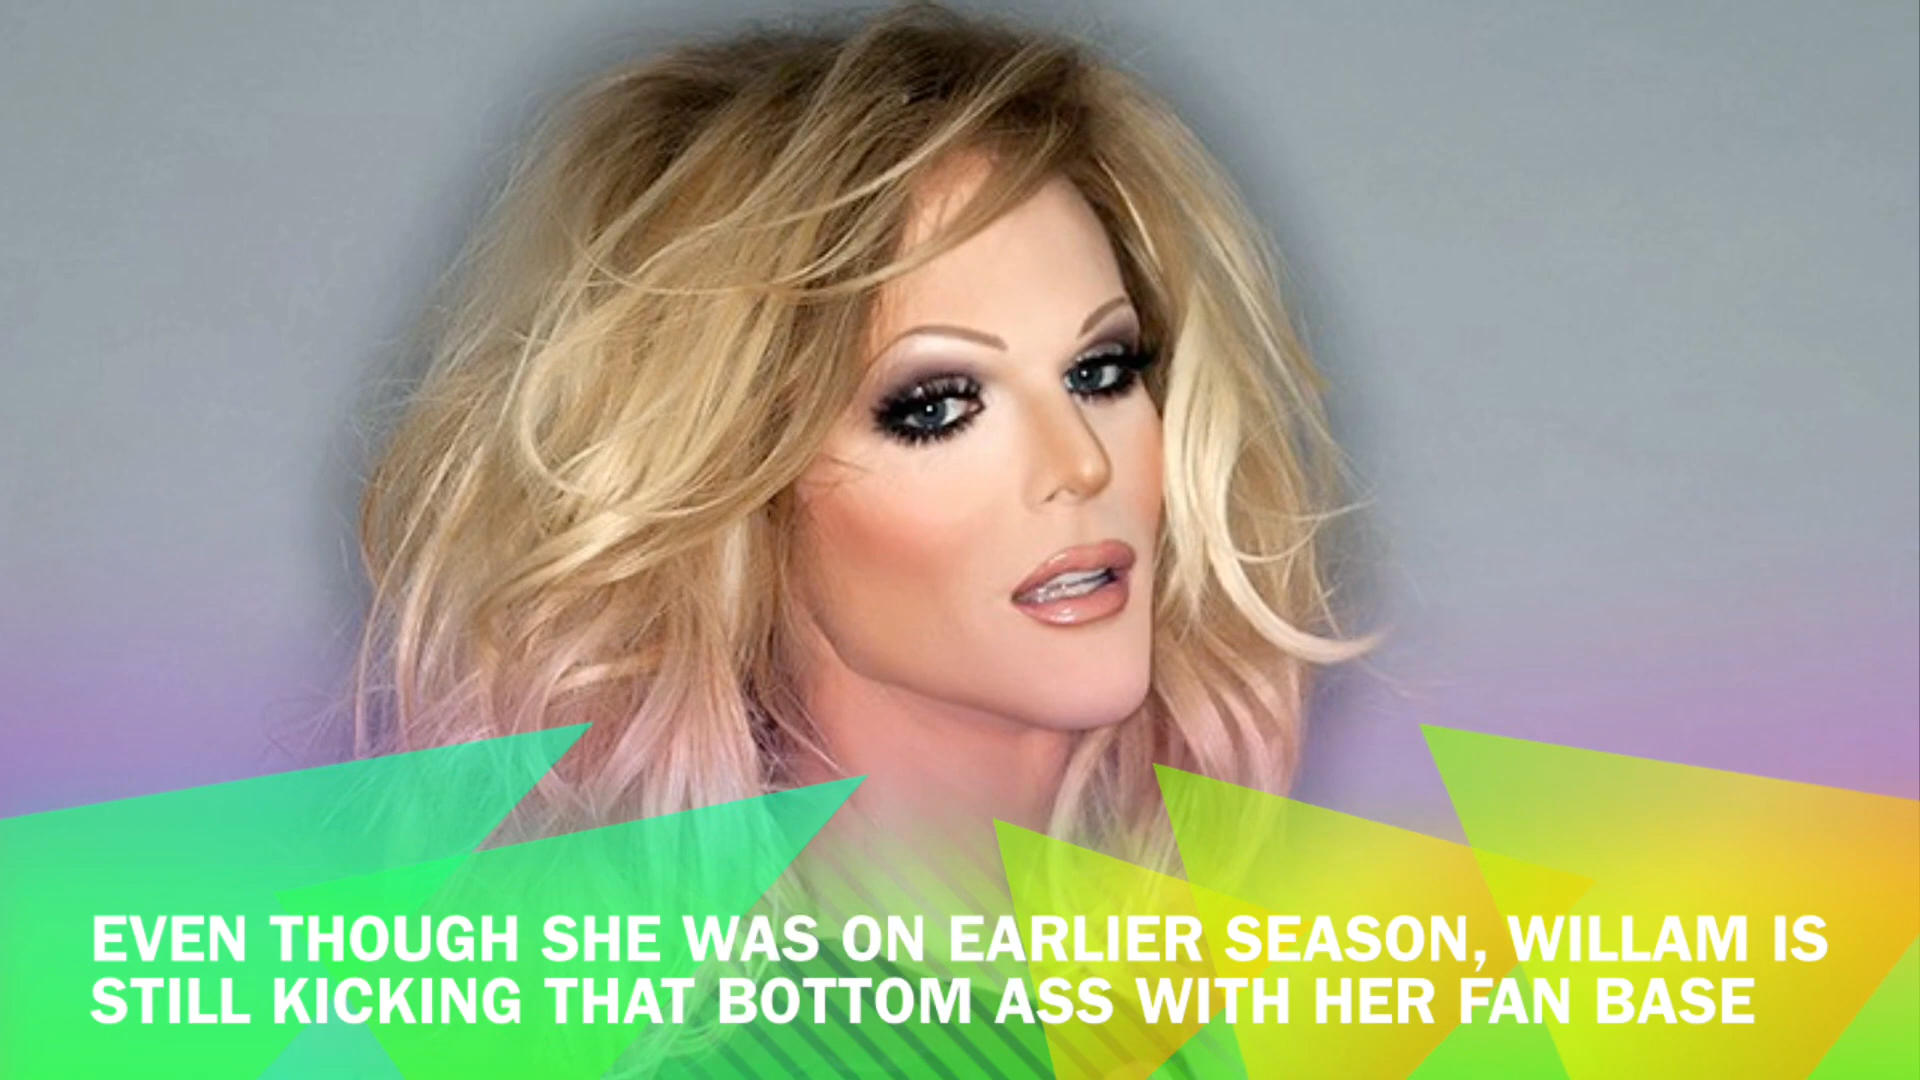 EVEN THOUGH SHE WAS ON EARLIER SEASON, WILLAM IS
STILL KICKING THAT BOTTOM ASS WITH HER FAN BASE